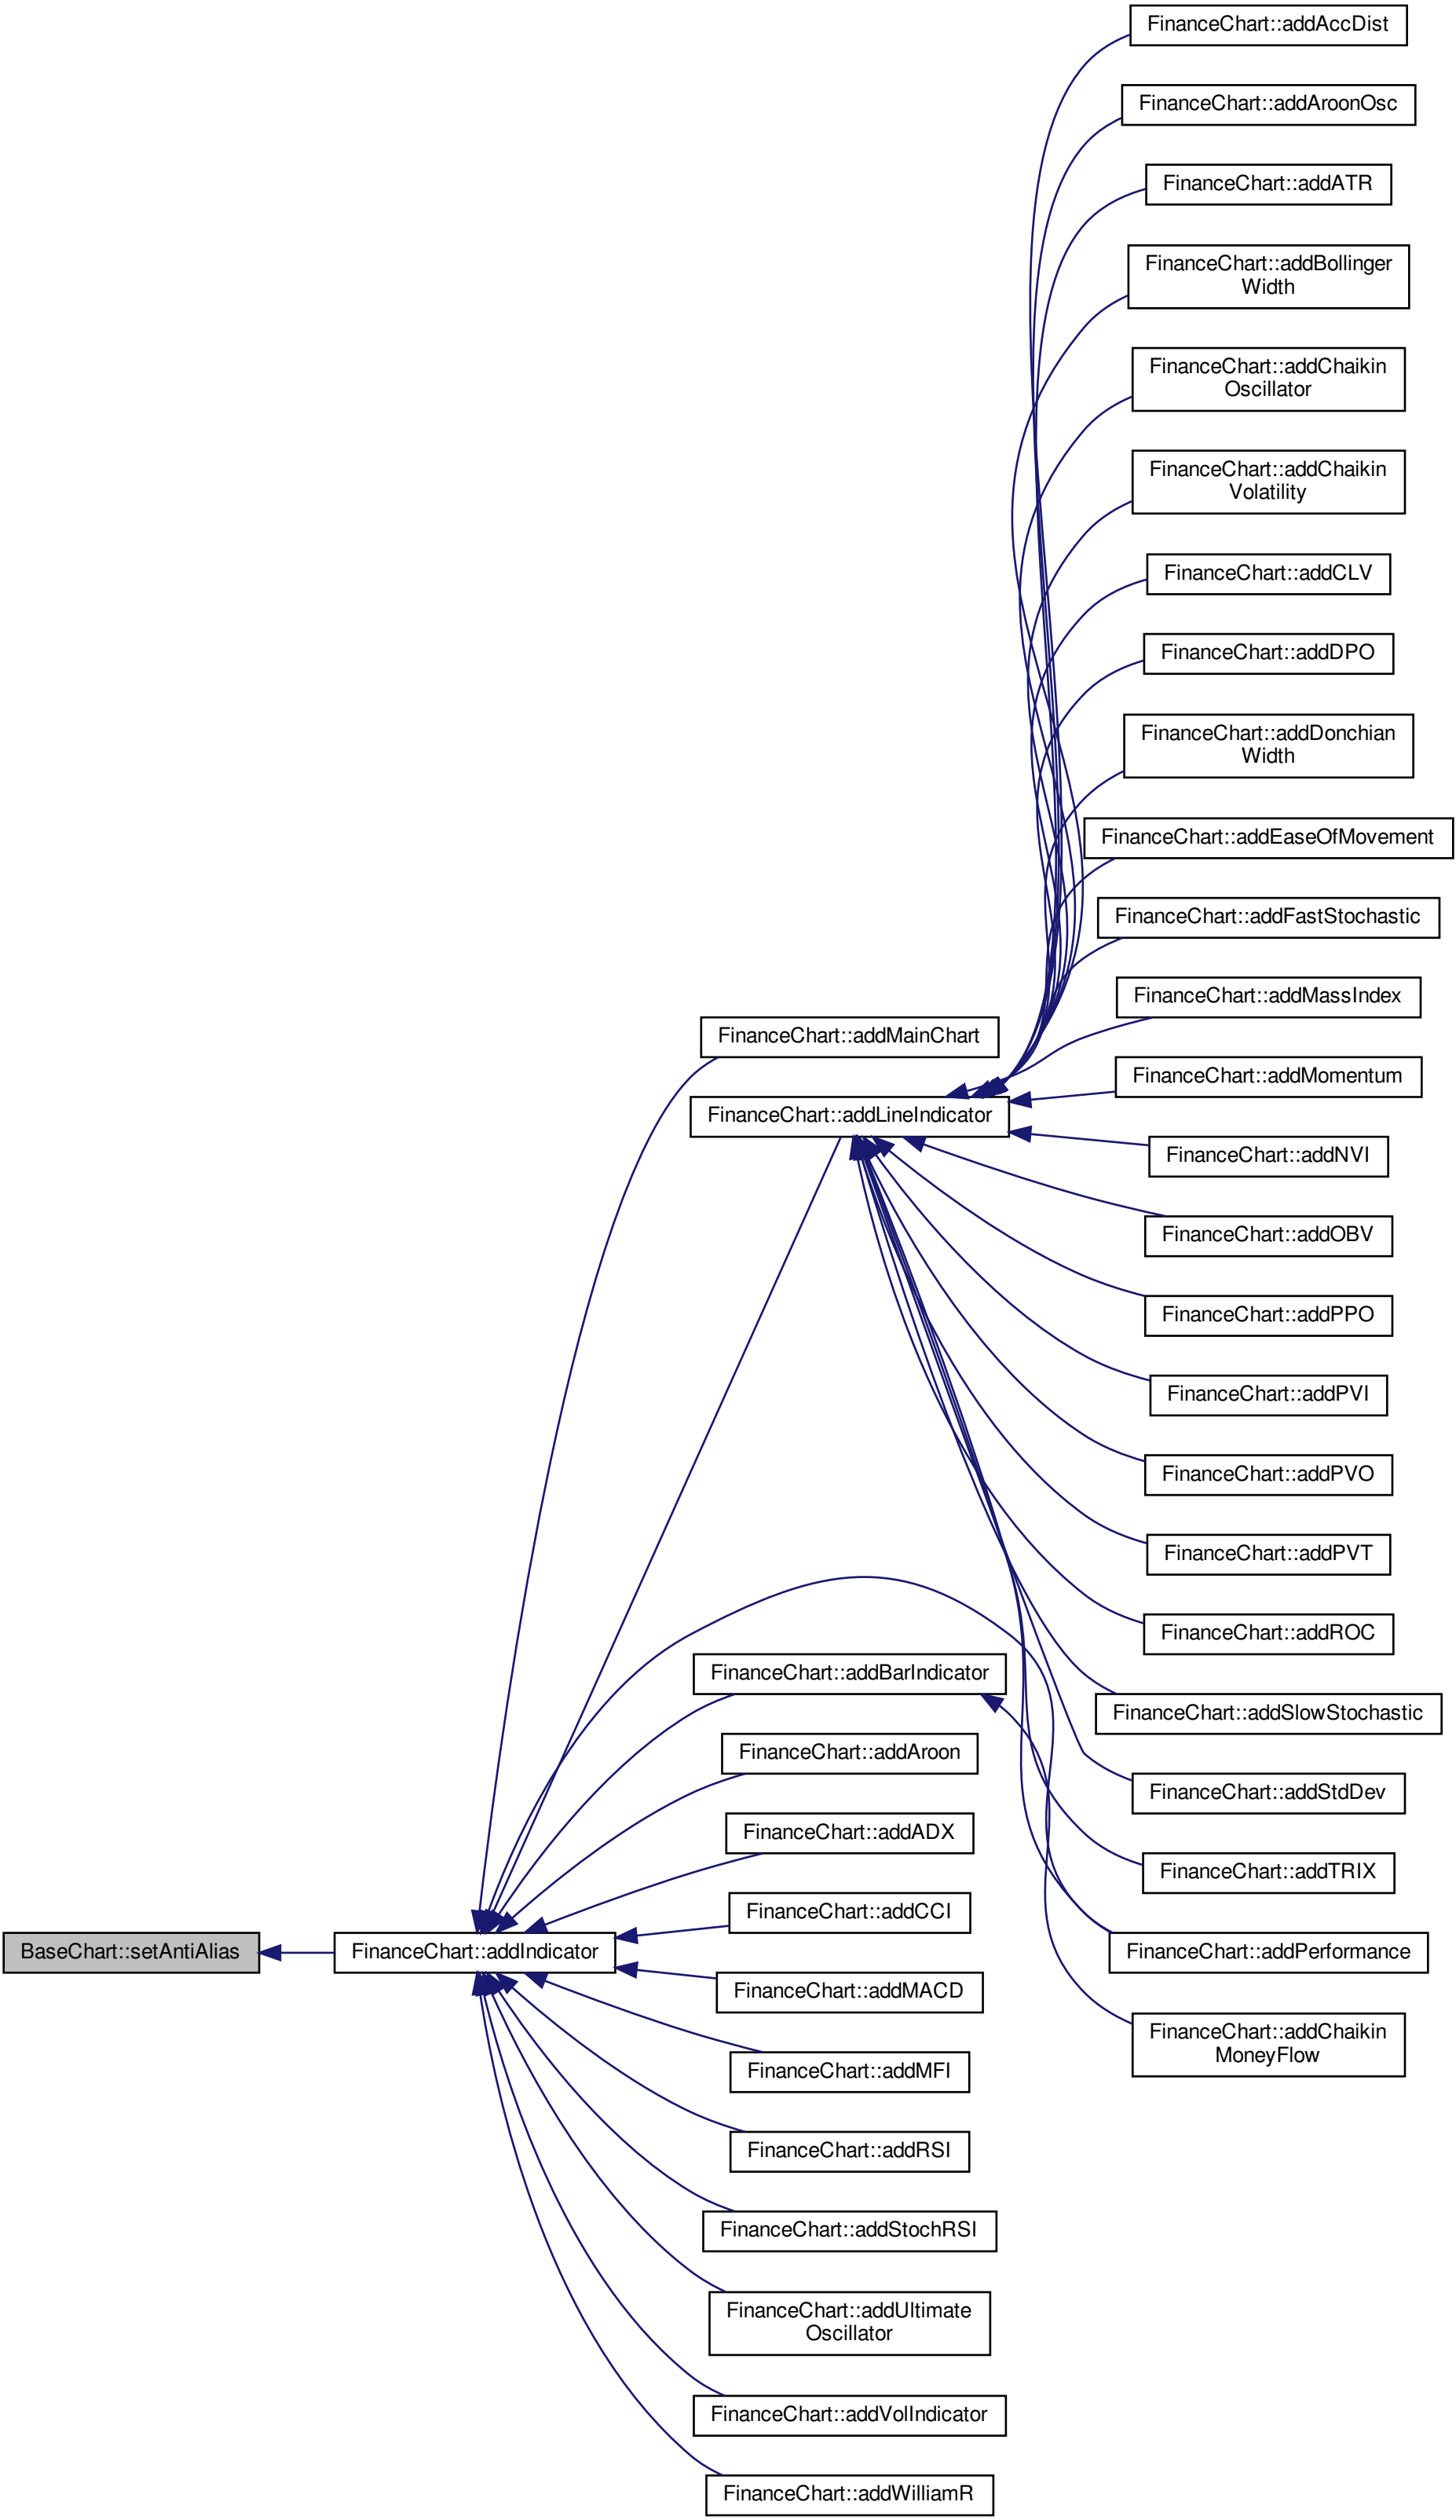 FinanceChart::addAccDist
FinanceChart::addAroonOsc
FinanceChart::addATR
FinanceChart::addBollinger
Width
FinanceChart::addChaikin
Oscillator
FinanceChart::addChaikin
Volatility
FinanceChart::addCLV
FinanceChart::addDPO
FinanceChart::addDonchian
Width
FinanceChart::addEaseOfMovement
FinanceChart::addFastStochastic
FinanceChart::addMassIndex
FinanceChart::addMainChart
FinanceChart::addMomentum
FinanceChart::addLineIndicator
FinanceChart::addNVI
FinanceChart::addOBV
FinanceChart::addPPO
FinanceChart::addPVI
FinanceChart::addPVO
FinanceChart::addPVT
FinanceChart::addROC
FinanceChart::addBarIndicator
FinanceChart::addSlowStochastic
FinanceChart::addAroon
FinanceChart::addStdDev
FinanceChart::addADX
FinanceChart::addTRIX
FinanceChart::addCCI
BaseChart::setAntiAlias
FinanceChart::addIndicator
FinanceChart::addPerformance
FinanceChart::addMACD
FinanceChart::addChaikin
MoneyFlow
FinanceChart::addMFI
FinanceChart::addRSI
FinanceChart::addStochRSI
FinanceChart::addUltimate
Oscillator
FinanceChart::addVolIndicator
FinanceChart::addWilliamR